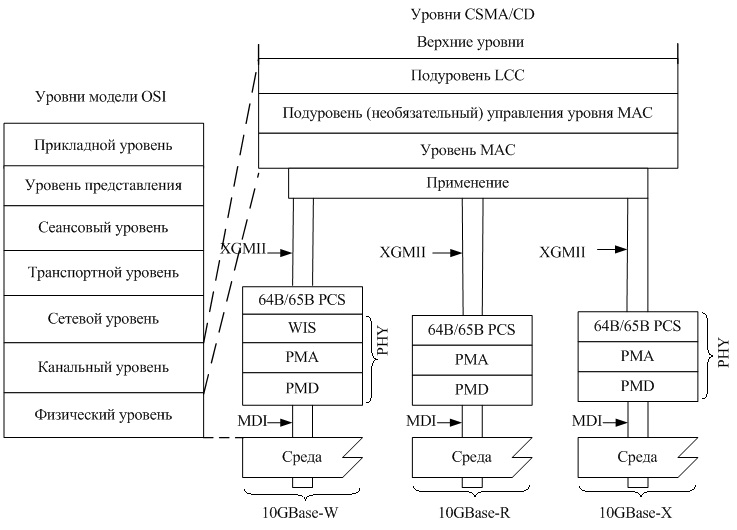 Уровни CSMA/CD
Верхние уровни
Подуровень LCC
Подуровень (необязательный) управления уровня MAC
Уровень MAC
Применение
Уровни модели OSI
Прикладной уровень
Уровень представления
Сеансовый уровень
Транспортной уровень
Сетевой уровень
Канальный уровень
Физический уровень
XGMII
XGMII
XGMII
64B/65B PCS
WIS
PMA
PMD
PHY
64B/65B PCS
PMA
PMD
64B/65B PCS
PMA
PMD
PHY
MDI
MDI
MDI
Среда
Среда
Среда
10GBase-W
10GBase-R
10GBase-X